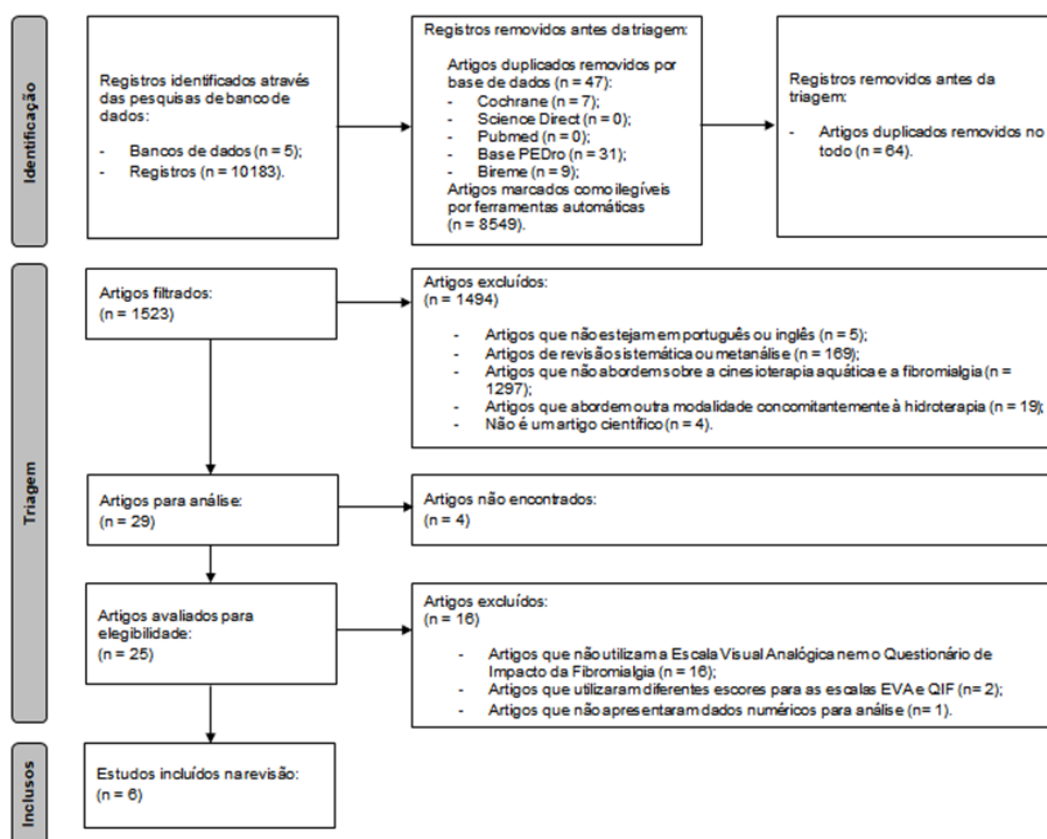 Identificação
Registros identificados através
das pesquisas de banco de
dados:
- Bancos de dados (n = 5);
- Registros (n = 10183).
Registros removidos antes da triagem:
Artigos duplicados removidos por
base de dados (n = 47):
- Cochrane (n = 7);
- Science Direct (n = 0);
- Pubmed (n = 0);
- Base PEDro (n = 31);
- Bireme (n = 9);
Artigos marcados como ilegíveis
por ferramentas automáticas
(n = 8549).
Registros removidos antes da
triagem:
- Artigos duplicados removidos no
todo (n = 64).
Triagem
Artigos filtrados:
(n = 1523)
Artigos excluídos:
(n = 1494)
- Artigos que não estejam em português ou inglês (n = 5);
- Artigos de revisão sistemática ou metanálise (n = 169);
- Artigos que não abordem sobre a cinesioterapia aquática e a fibromialgia (n =
1297);
- Artigos que abordem outra modalidade concomitantemente à hidroterapia (n = 19);
- Não é um artigo científico (n = 4).
Artigos para análise:
(n = 29)
Artigos não encontrados:
(n = 4)
Artigos avaliados para
elegibilidade:
(n = 25)
Artigos excluídos:
(n = 16)
- Artigos que não utilizam a Escala Visual Analógica nem o Questionário de
Impacto da Fibromialgia (n = 16);
- Artigos que utilizaram diferentes escores para as escalas EVA e QIF (n= 2);
- Artigos que não apresentaram dados numéricos para análise (n= 1).
Inclusos
Estudos incluídos na revisão:
(n = 6)